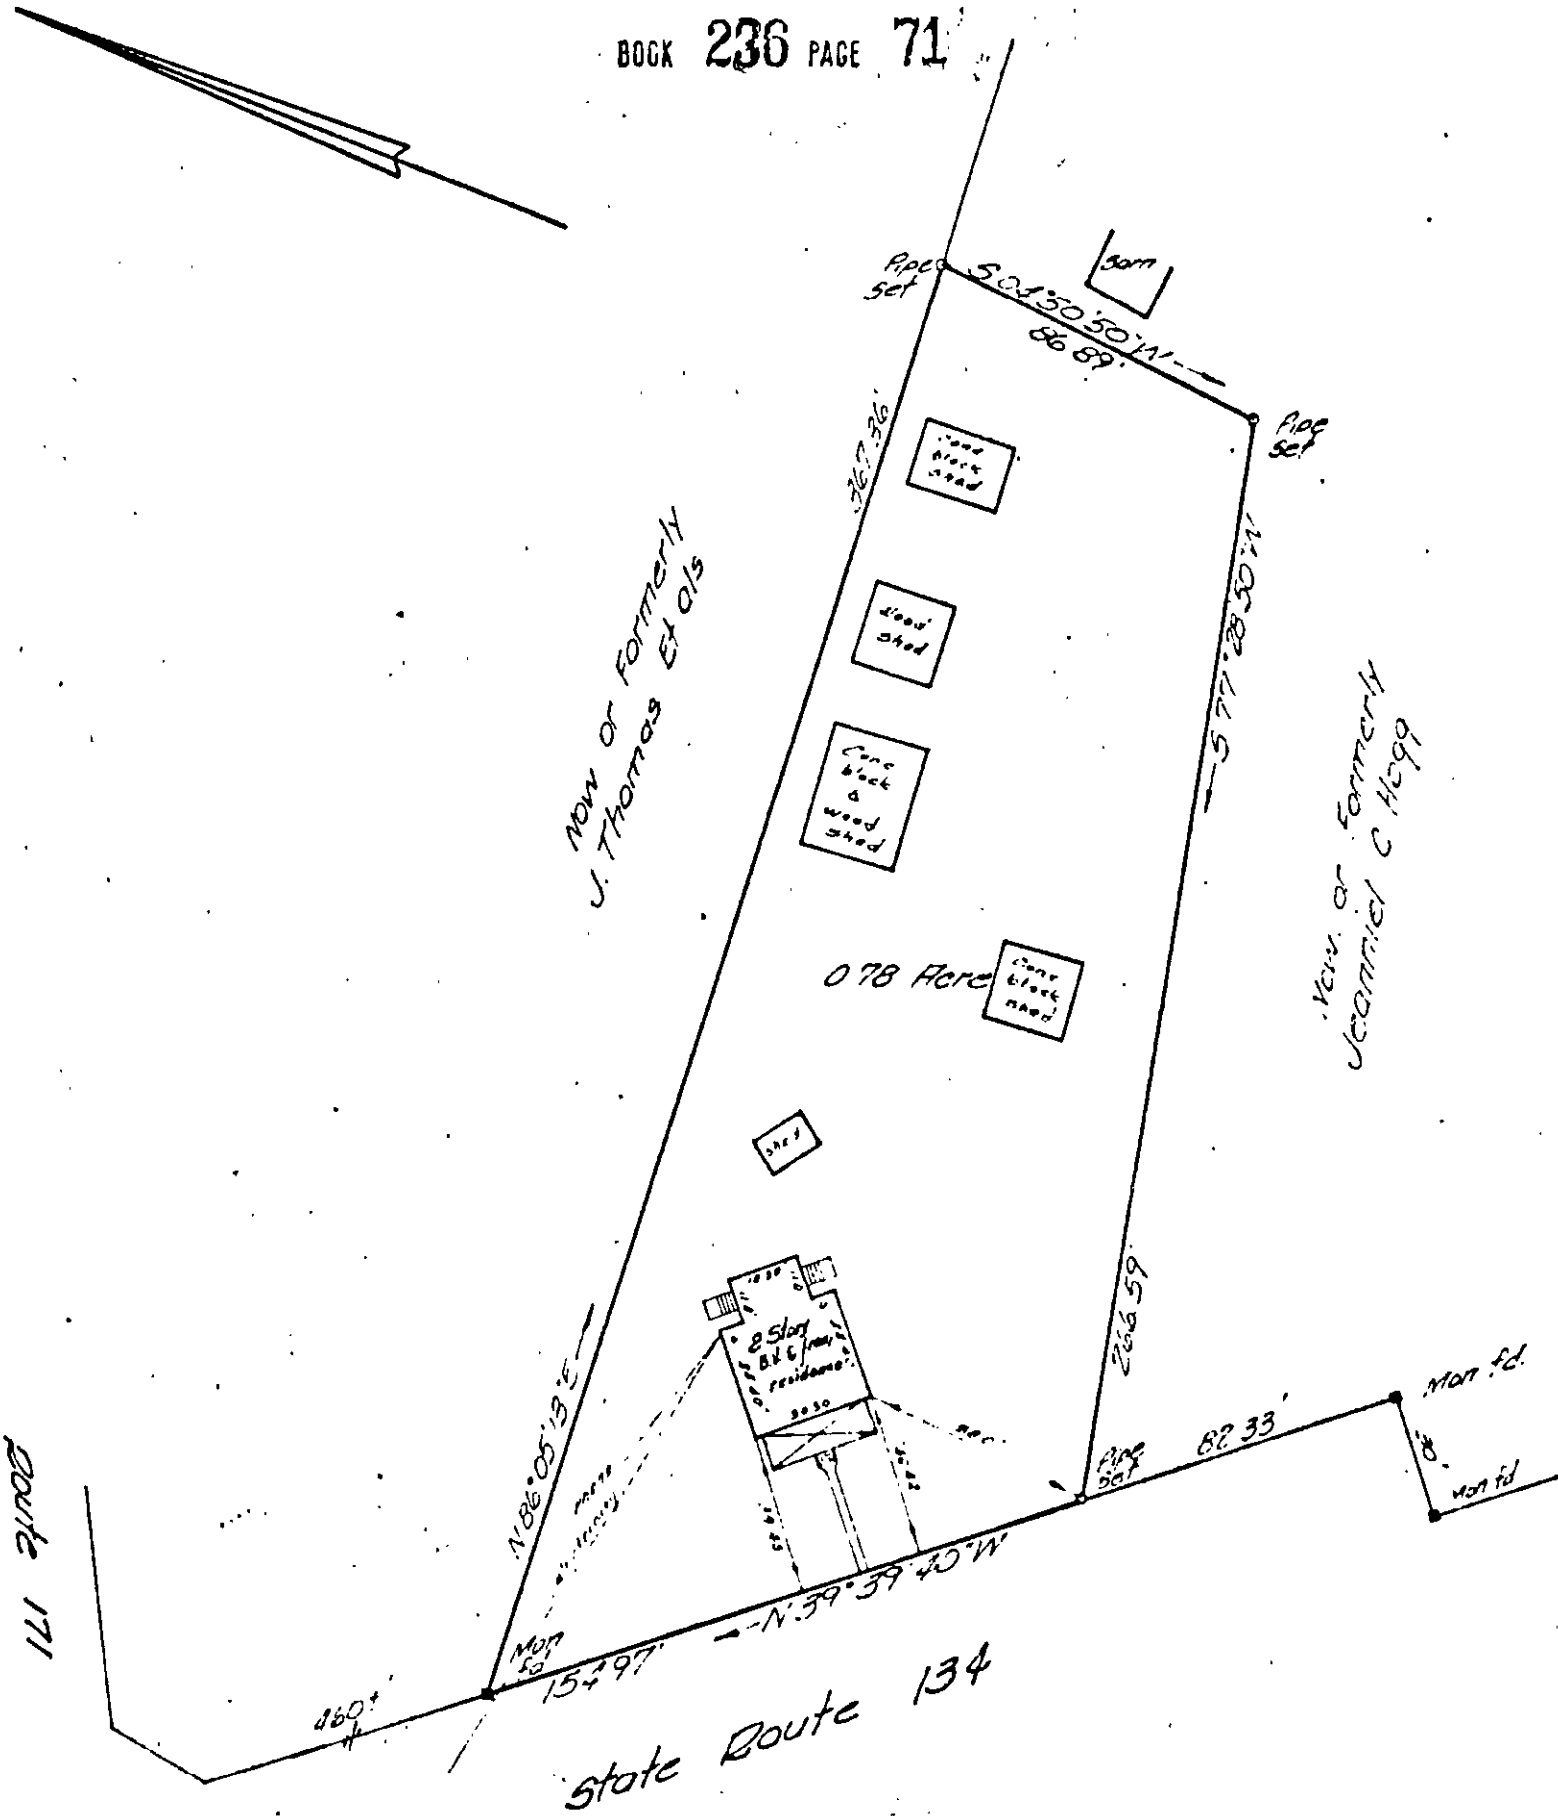 BOOK 236 PAGE 71
Pipe
set
S 04°50'50"W
86.89'
Barn
Pipe
set
367.36'
block
shed
Wood
shed
Now or Formerly
J. Thomas Et als
Conc
block
&
wood
shed
S 77°28'50"W
Now or Formerly
C Hogg
0.78 Acre
Conc
block
shed
shed
2 Story
residence
30.50
N 86°05'13"E
266.59'
82.33'
Mon fd.
Mon fd
Pipe
set
N 39°39'40"W
Mon
fd
154.97'
460±'
State Route 134
Route 171